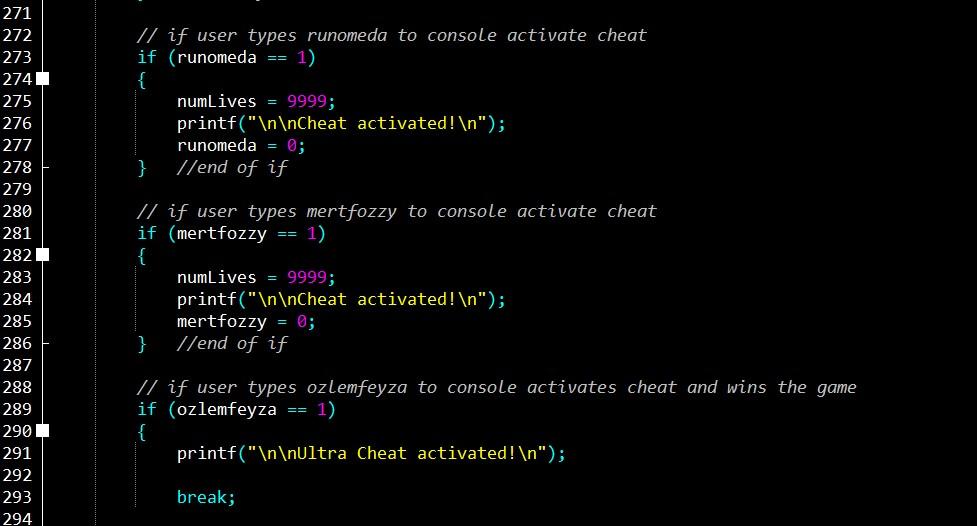 271
272 // if user types runomeda to console activate cheat
273 if (runomeda == 1)
274 {
275 numLives = 9999;
276 printf("\n\nCheat activated!\n");
277 runomeda = 0;
278 } //end of if
279
280 // if user types mertfozzy to console activate cheat
281 if (mertfozzy == 1)
282 {
283 numLives = 9999;
284 printf("\n\nCheat activated!\n");
285 mertfozzy = 0;
286 } //end of if
287
288 // if user types ozlemfeyza to console activates cheat and wins the game
289 if (ozlemfeyza == 1)
290 {
291 printf("\n\nUltra Cheat activated!\n");
292
293 break;
294